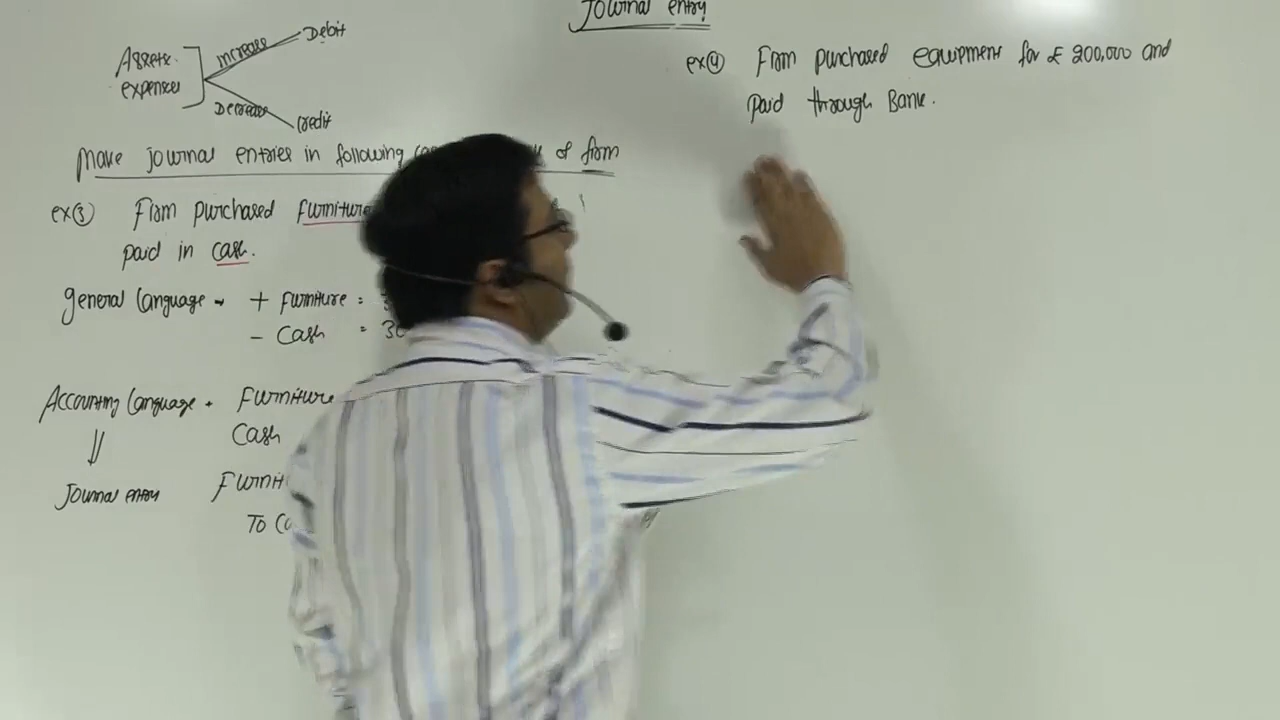 Journal entry
Assets
expenses
Increase
Debit
Decrease
Credit
Make journal entries in following of firm
ex③ Firm purchased furniture
paid in cash.
General language - + Furniture =
- Cash = 30
Accounting language - Furniture
Cash
Journal entry
To
ex④ Firm purchased equipment for £ 200,000 and
paid through Bank.